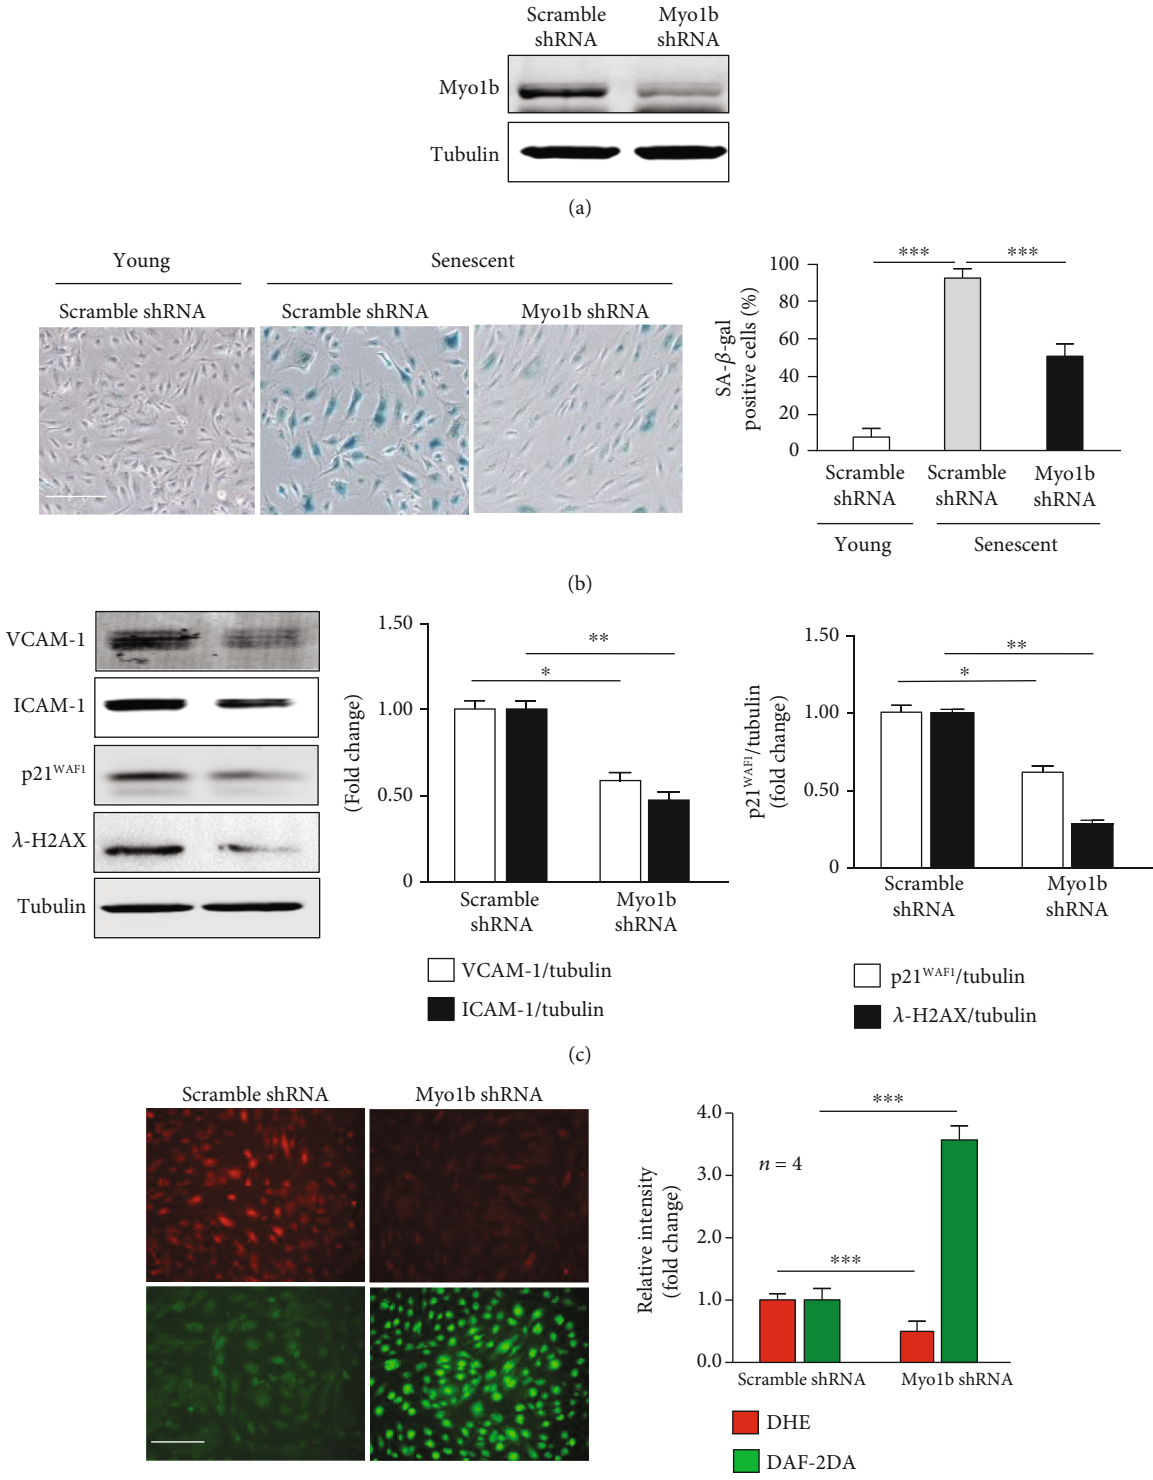 Scramble
shRNA
Myo1b
shRNA
Myo1b
Tubulin
(a)
Young
Senescent
Scramble shRNA
Scramble shRNA
Myo1b shRNA
SA-β-gal
positive cells (%)
100
80
60
40
20
0
***
***
Scramble
shRNA
Scramble
shRNA
Myo1b
shRNA
Young
Senescent
(b)
VCAM-1
ICAM-1
p21WAF1
λ-H2AX
Tubulin
(Fold change)
1.50
1.00
0.50
0
**
*
Scramble
shRNA
Myo1b
shRNA
VCAM-1/tubulin
ICAM-1/tubulin
p21WAF1/tubulin
(fold change)
1.50
1.00
0.50
0
**
*
Scramble
shRNA
Myo1b
shRNA
p21WAF1/tubulin
λ-H2AX/tubulin
(c)
Scramble shRNA
Myo1b shRNA
Relative intensity
(fold change)
4.0
3.0
2.0
1.0
0.0
***
n = 4
***
Scramble shRNA
Myo1b shRNA
DHE
DAF-2DA